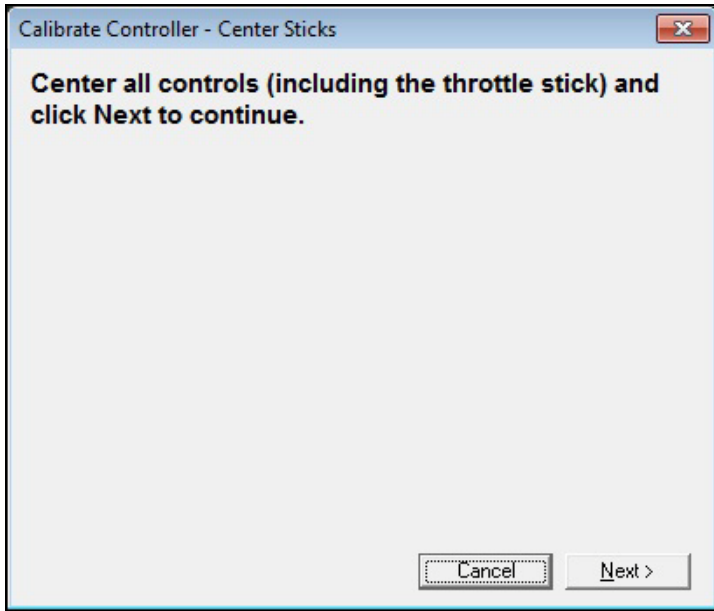 Calibrate Controller - Center Sticks
Center all controls (including the throttle stick) and
click Next to continue.
Cancel
Next >